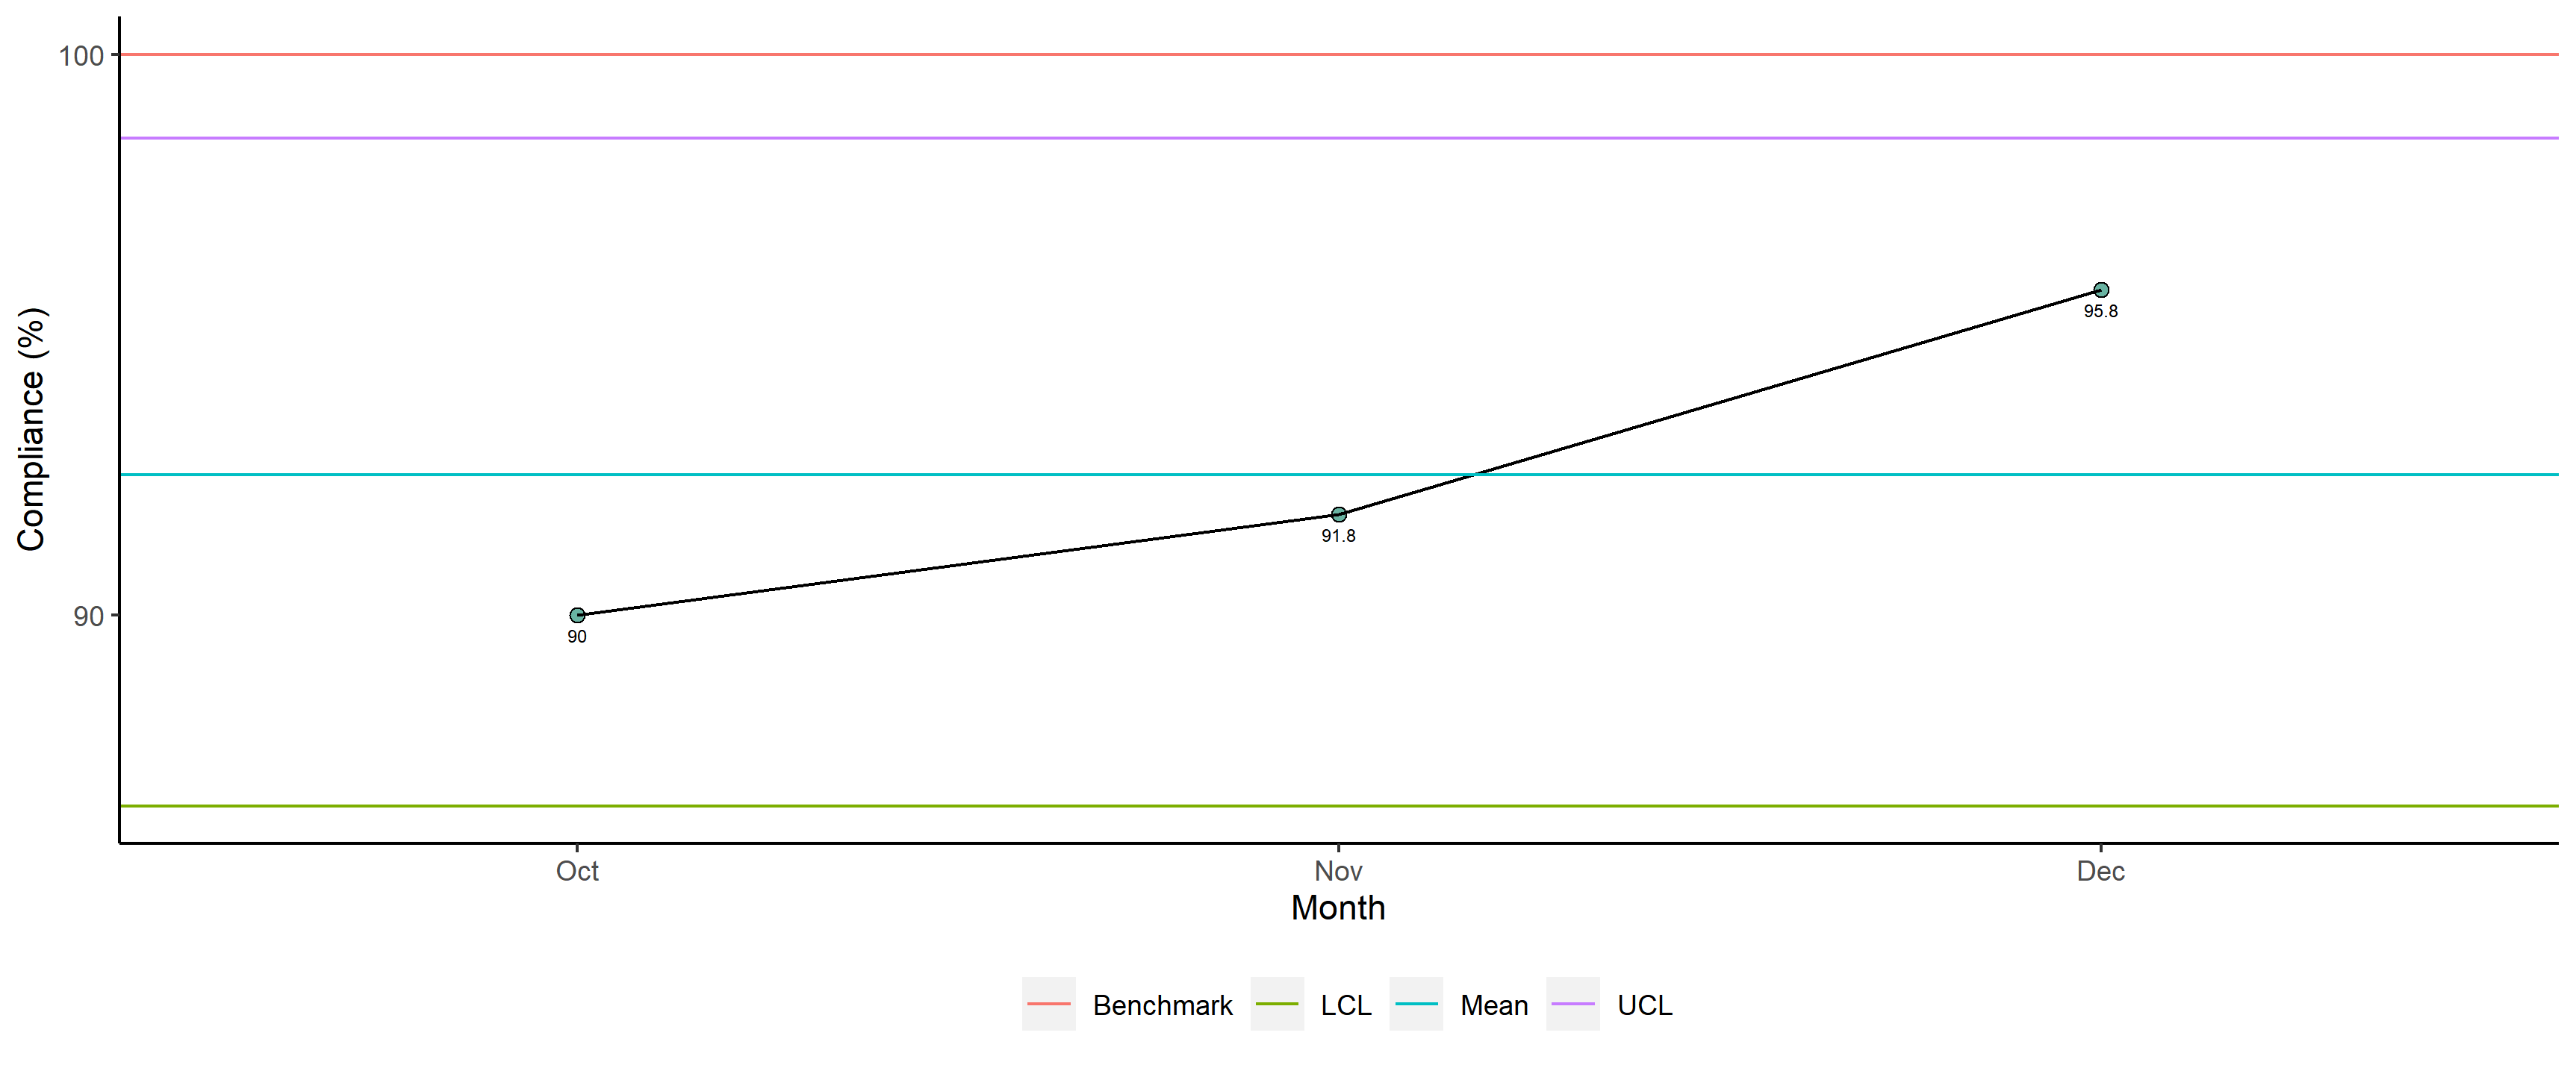 100
90
Compliance (%)
95.8
91.8
90
Oct Nov Dec
Month
Benchmark LCL Mean UCL